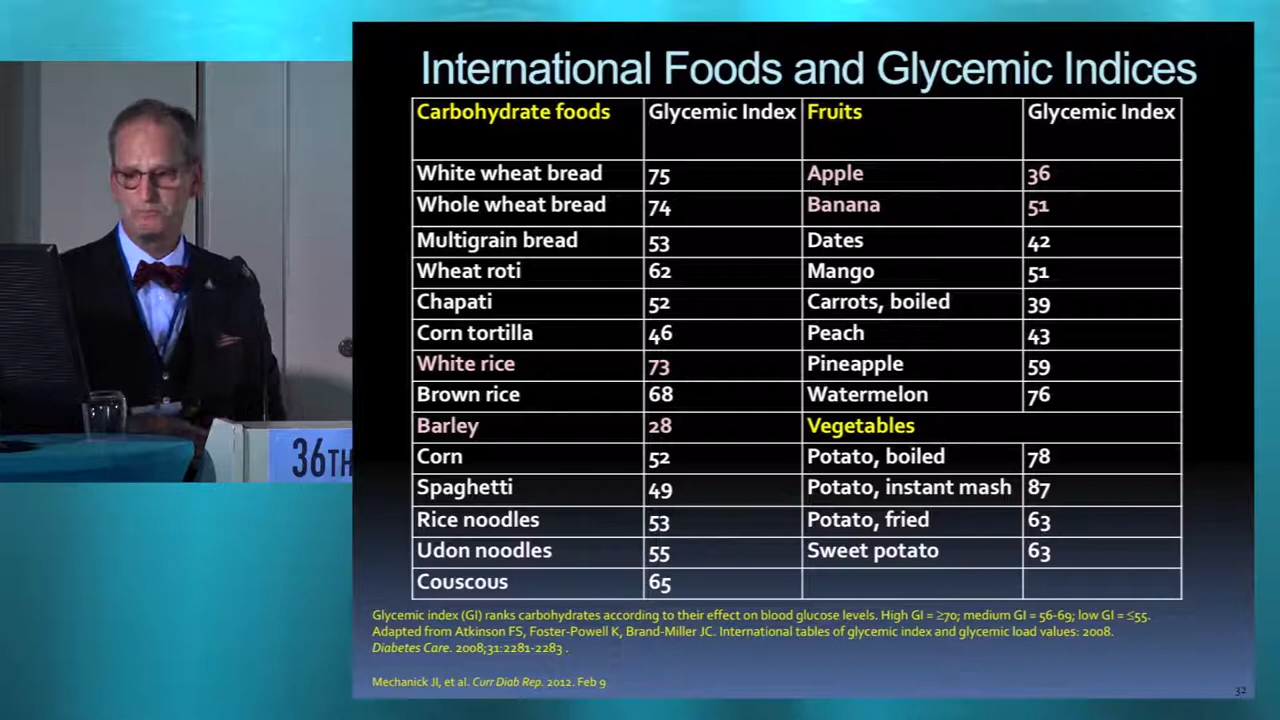 International Foods and Glycemic Indices
Carbohydrate foods Glycemic Index Fruits Glycemic Index
White wheat bread 75 Apple 36
Whole wheat bread 74 Banana 51
Multigrain bread 53 Dates 42
Wheat roti 62 Mango 51
Chapati 52 Carrots, boiled 39
Corn tortilla 46 Peach 43
White rice 73 Pineapple 59
Brown rice 68 Watermelon 76
Barley 28 Vegetables
Corn 52 Potato, boiled 78
Spaghetti 49 Potato, instant mash 87
Rice noodles 53 Potato, fried 63
Udon noodles 55 Sweet potato 63
Couscous 65
Glycemic index (GI) ranks carbohydrates according to their effect on blood glucose levels. High GI = ≥70; medium GI = 56-69; low GI = ≤55.
Adapted from Atkinson FS, Foster-Powell K, Brand-Miller JC. International tables of glycemic index and glycemic load values: 2008.
Diabetes Care. 2008;31:2281-2283 .
Mechanick JI, et al. Curr Diab Rep. 2012. Feb 9
32
36TH